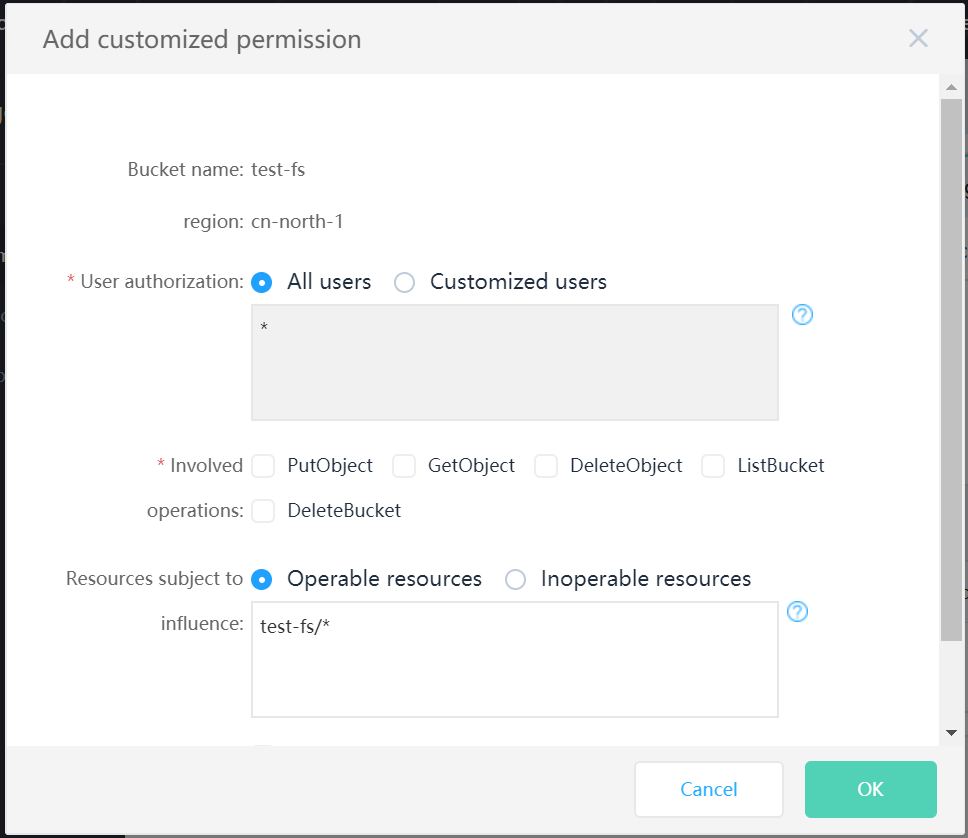 Add customized permission
Bucket name: test-fs
region: cn-north-1
* User authorization: All users Customized users
*
* Involved operations: PutObject GetObject DeleteObject ListBucket
DeleteBucket
Resources subject to influence: Operable resources Inoperable resources
test-fs/*
Cancel OK